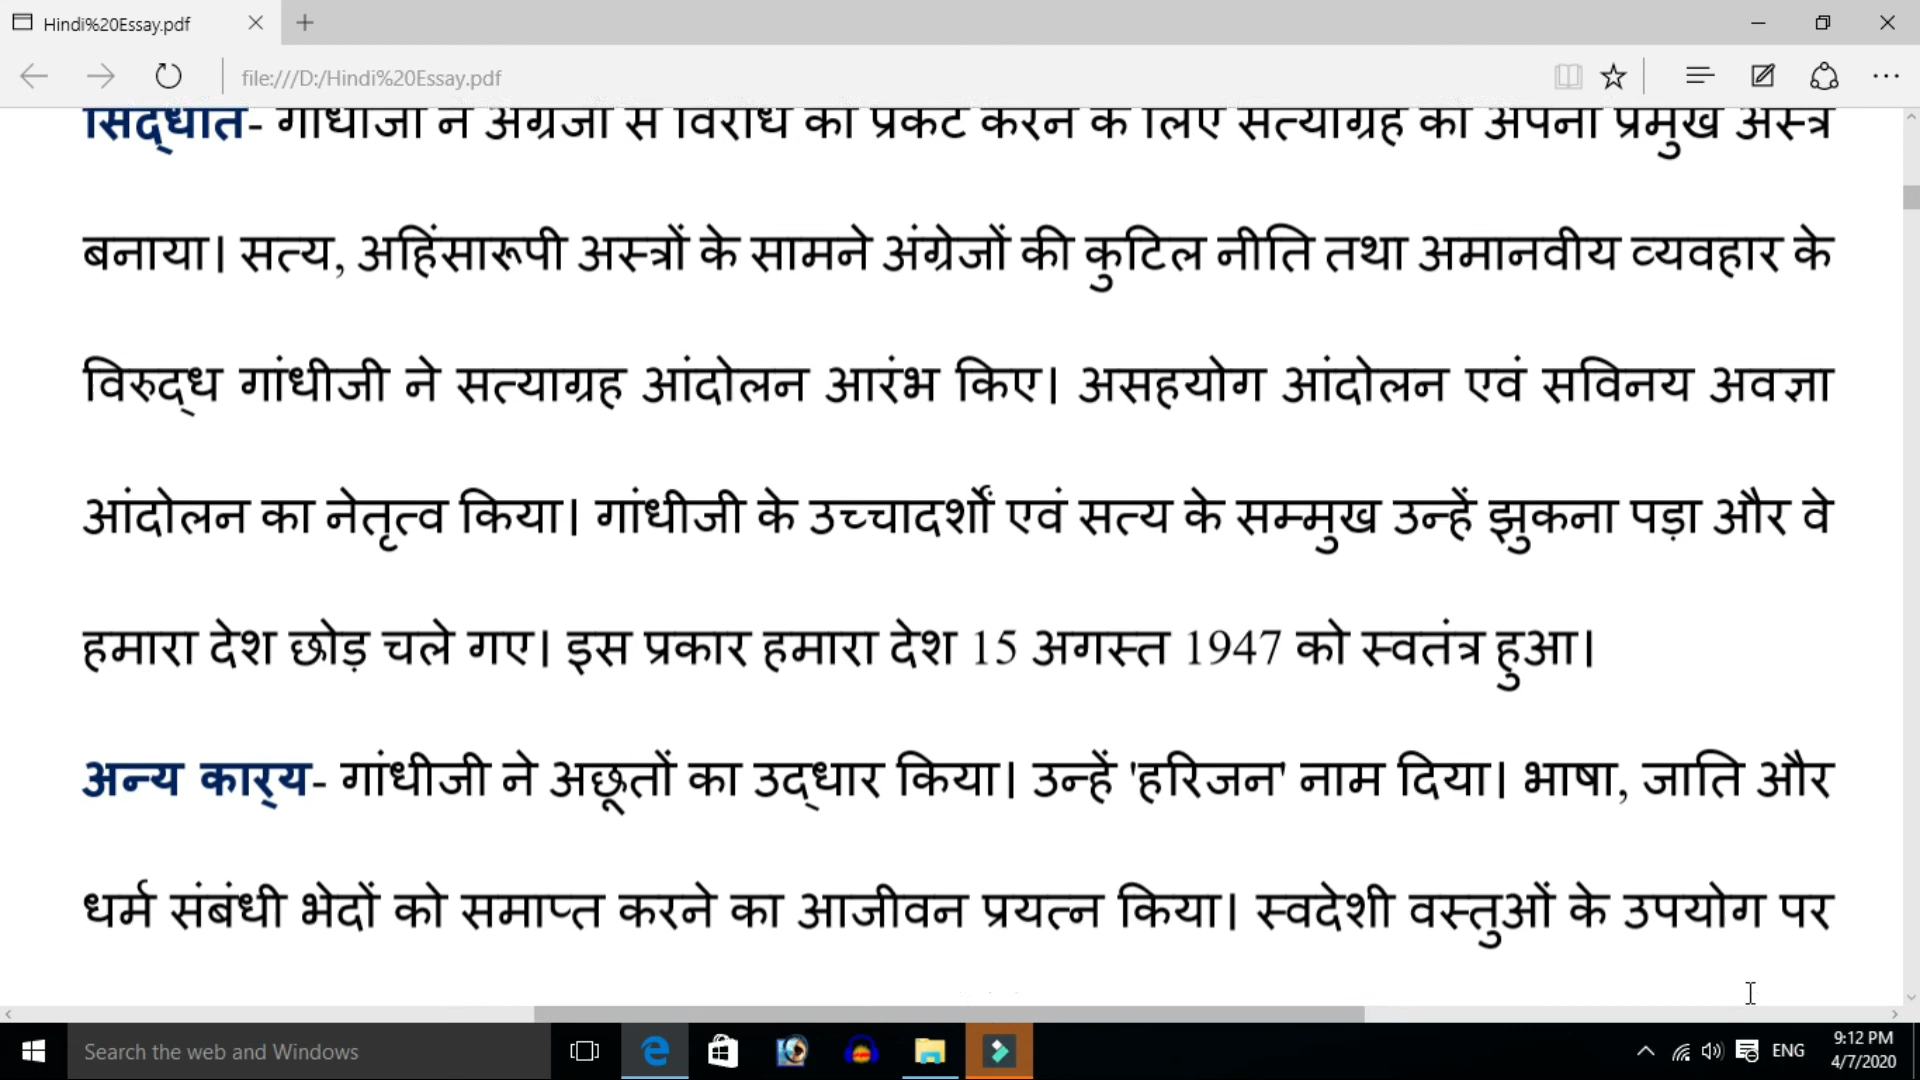 Hindi%20Essay.pdf
file:///D:/Hindi%20Essay.pdf
सिद्धांत- गांधीजी ने अंग्रेजों से विरोध को प्रकट करने के लिए सत्याग्रह को अपना प्रमुख अस्त्र
बनाया। सत्य, अहिंसारूपी अस्त्रों के सामने अंग्रेजों की कुटिल नीति तथा अमानवीय व्यवहार के
विरुद्ध गांधीजी ने सत्याग्रह आंदोलन आरंभ किए। असहयोग आंदोलन एवं सविनय अवज्ञा
आंदोलन का नेतृत्व किया। गांधीजी के उच्चादर्शों एवं सत्य के सम्मुख उन्हें झुकना पड़ा और वे
हमारा देश छोड़ चले गए। इस प्रकार हमारा देश 15 अगस्त 1947 को स्वतंत्र हुआ।
अन्य कार्य- गांधीजी ने अछूतों का उद्धार किया। उन्हें 'हरिजन' नाम दिया। भाषा, जाति और
धर्म संबंधी भेदों को समाप्त करने का आजीवन प्रयत्न किया। स्वदेशी वस्तुओं के उपयोग पर
Search the web and Windows
ENG
9:12 PM
4/7/2020